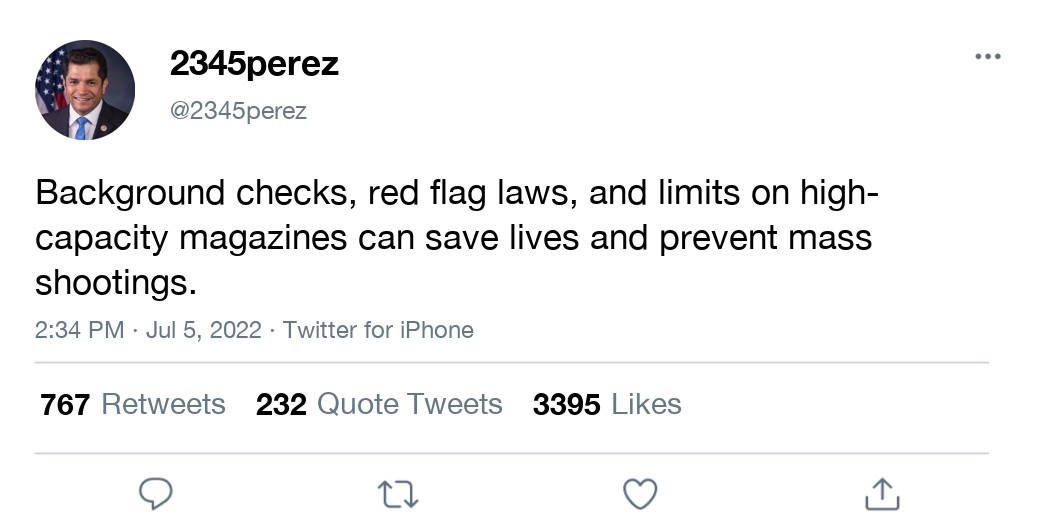 2345perez
@2345perez
Background checks, red flag laws, and limits on high-
capacity magazines can save lives and prevent mass
shootings.
2:34 PM · Jul 5, 2022 · Twitter for iPhone
767 Retweets 232 Quote Tweets 3395 Likes